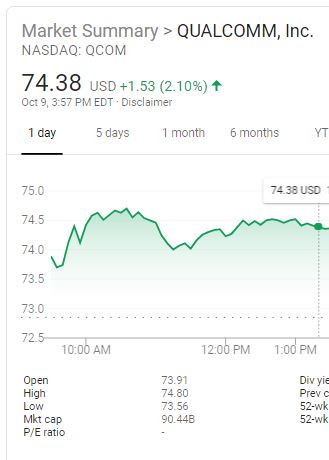 Market Summary > QUALCOMM, Inc.
NASDAQ: QCOM
74.38 USD +1.53 (2.10%)
Oct 9, 3:57 PM EDT · Disclaimer
1 day 5 days 1 month 6 months YT
74.38 USD
75.0
74.5
74.0
73.5
73.0
72.5
10:00 AM 12:00 PM 1:00 PM
Open 73.91 Div yie
High 74.80 Prev c
Low 73.56 52-wk
Mkt cap 90.44B 52-wk
P/E ratio -